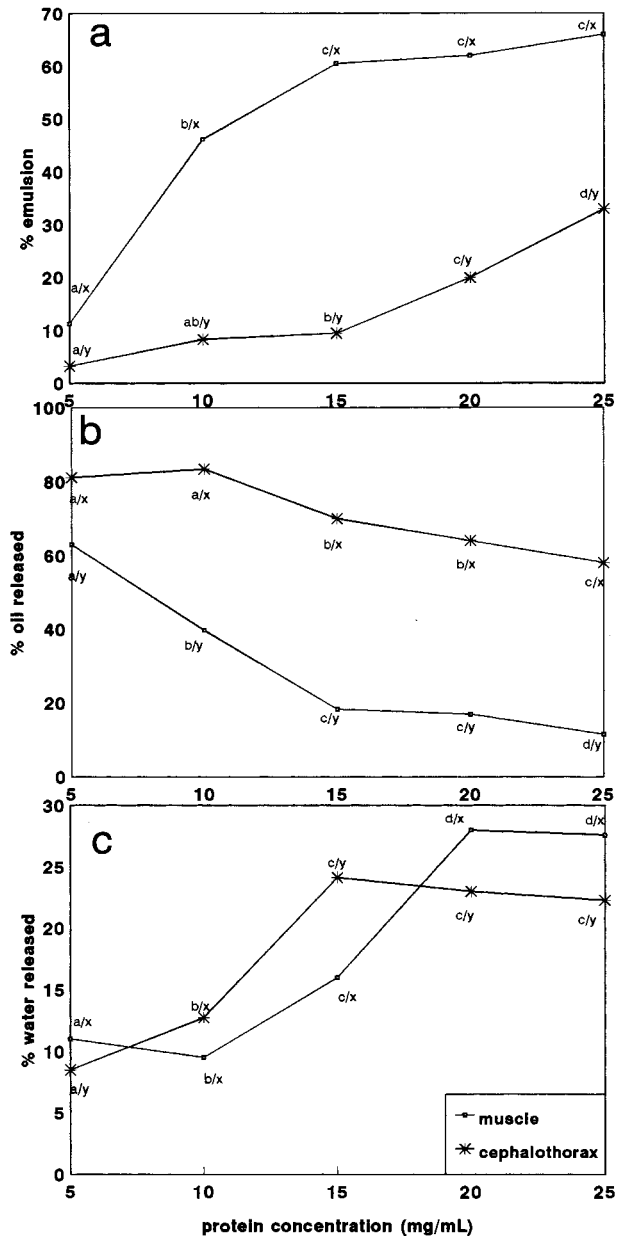 a
70
60
50
40
30
20
10
0
% emulsion
a/x
b/x
c/x
c/x
c/x
a/y
ab/y
b/y
c/y
d/y
5
10
15
20
25
b
100
80
60
40
20
0
% oil released
a/x
a/x
b/x
b/x
c/x
a/y
b/y
c/y
c/y
d/y
5
10
15
20
25
c
30
25
20
15
10
5
0
% water released
a/x
b/x
c/y
d/x
d/x
c/y
c/y
c/x
a/y
b/x
muscle
cephalothorax
5
10
15
20
25
protein concentration (mg/mL)